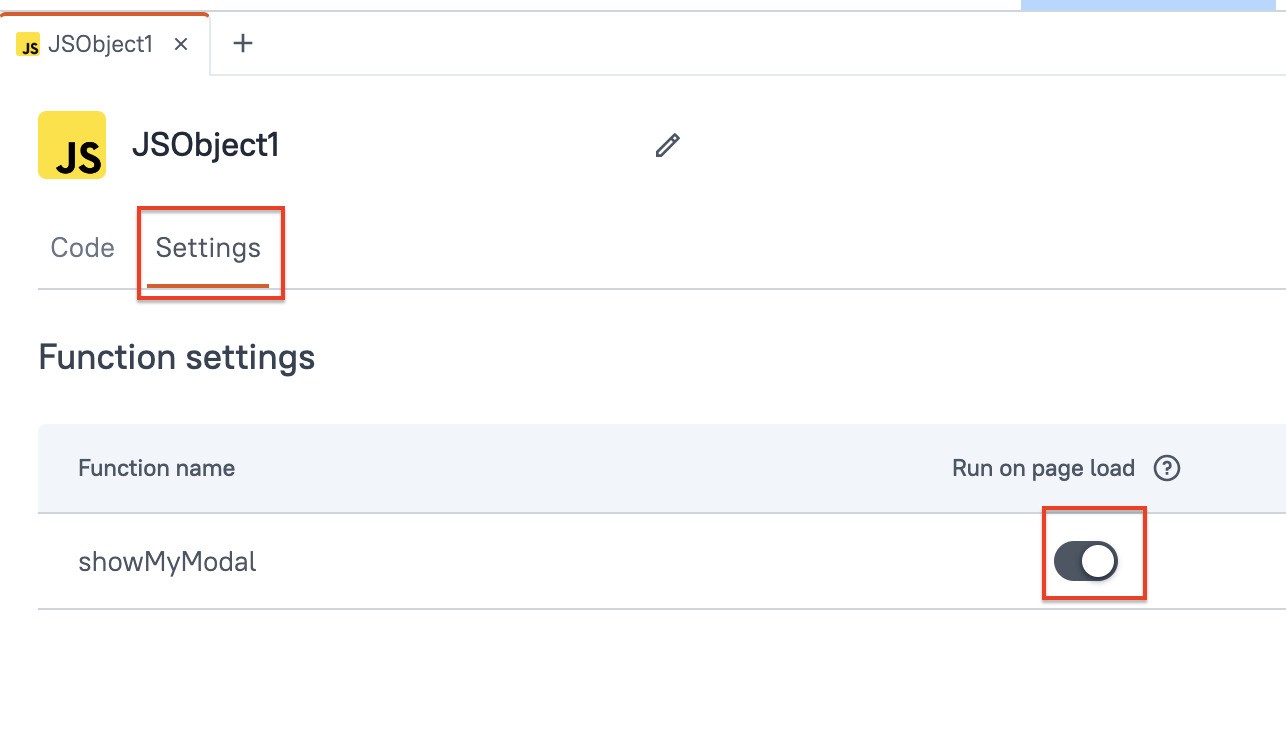 JS JSObject1
JS JSObject1
Code Settings
Function settings
Function name Run on page load ?
showMyModal